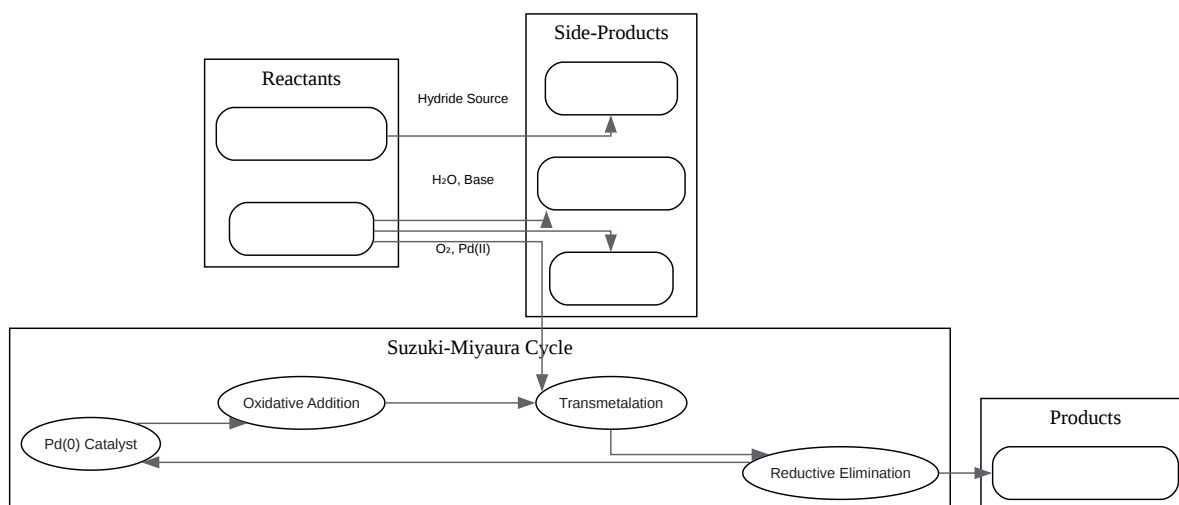 Side-Products
Reactants
Hydride Source
H₂O, Base
O₂, Pd(II)
Suzuki-Miyaura Cycle
Oxidative Addition
Transmetalation
Pd(0) Catalyst
Reductive Elimination
Products